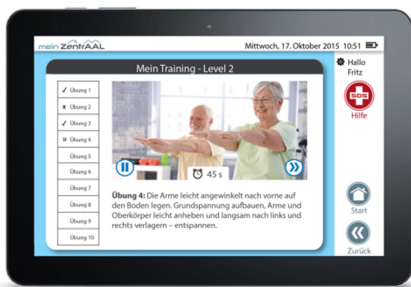 mein ZentrAAL
Mittwoch, 17. Oktober 2015 10:51
Mein Training - Level 2
Hallo
Fritz
SOS
Hilfe
✓ Übung 1
x Übung 2
✓ Übung 3
» Übung 4
Übung 5
Übung 6
Übung 7
Übung 8
Übung 9
Übung 10
45 s
Übung 4: Die Arme leicht angewinkelt nach vorne auf
den Boden legen. Grundspannung aufbauen, Arme und
Oberkörper leicht anheben und langsam nach links und
rechts verlagern – entspannen.
Start
Zurück